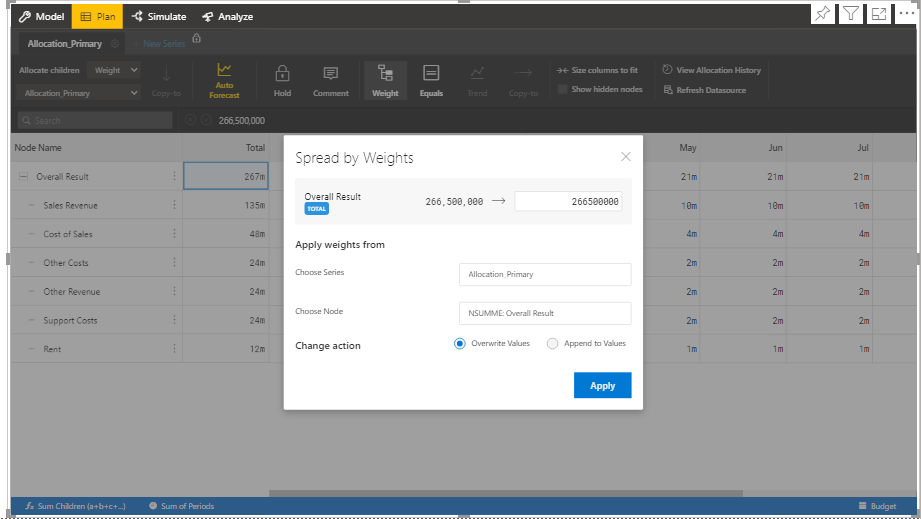 Model Plan Simulate Analyze
Allocation_Primary + New Series
Allocate children Weight
Allocation_Primary
Copy-to
Auto Forecast
Hold
Comment
Weight
Equals
Trend
Copy-to
Size columns to fit
Show hidden nodes
View Allocation History
Refresh Datasource
Search 266,500,000
Node Name Total May Jun Jul
Overall Result 267m 21m 21m 21m
Sales Revenue 135m 10m 10m 10m
Cost of Sales 48m 4m 4m 4m
Other Costs 24m 2m 2m 2m
Other Revenue 24m 2m 2m 2m
Support Costs 24m 2m 2m 2m
Rent 12m 1m 1m 1m
Spread by Weights
Overall Result
TOTAL
266,500,000 → 266500000
Apply weights from
Choose Series Allocation_Primary
Choose Node NSUMME: Overall Result
Change action Overwrite Values Append to Values
Apply
fx Sum Children (a+b+c+...) Sum of Periods Budget